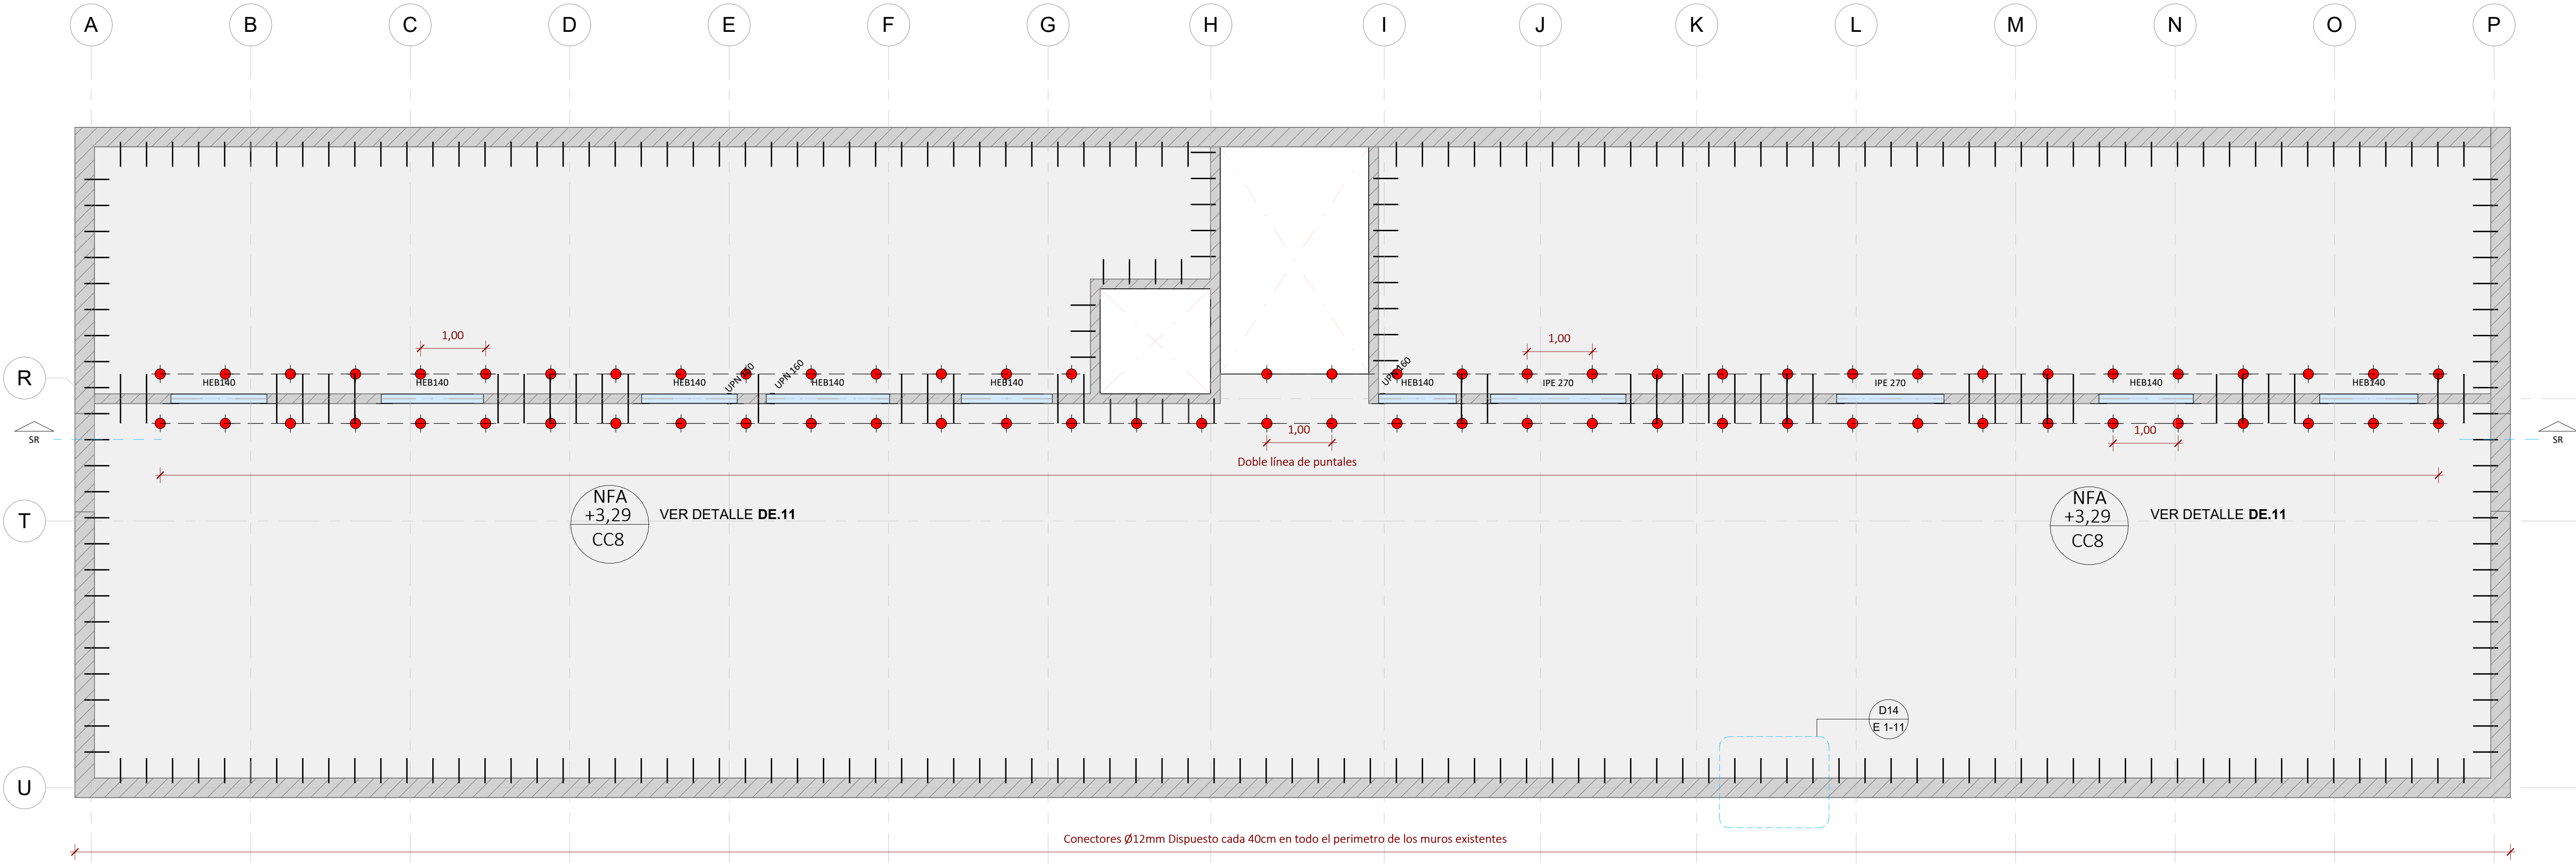 A B C D E F G H I J K L M N O P
1,00
1,00
R
HEB140
HEB140
HEB140
UPN 160
UPN 160
HEB140
HEB140
UPN 160
HEB140
IPE 270
IPE 270
HEB140
HEB140
SR
1,00
1,00
SR
Doble línea de puntales
NFA
+3,29
CC8
VER DETALLE DE.11
NFA
+3,29
CC8
VER DETALLE DE.11
T
D14
E 1-11
U
Conectores Ø12mm Dispuesto cada 40cm en todo el perimetro de los muros existentes